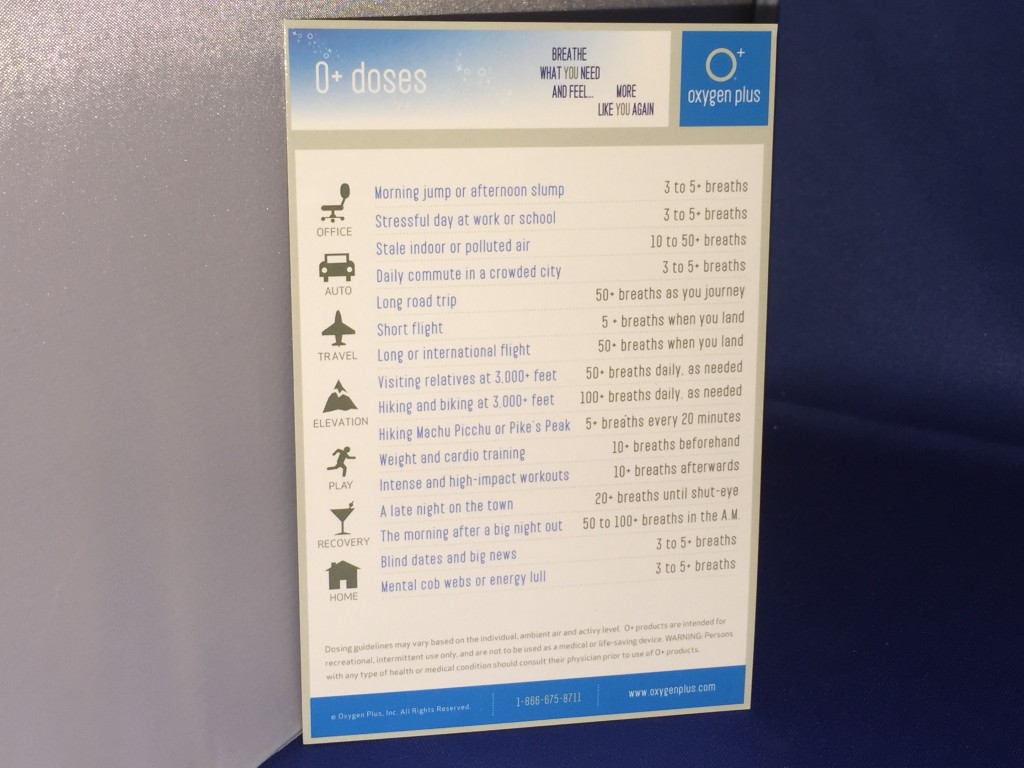 O+ doses
BREATHE
WHAT YOU NEED
AND FEEL... MORE
LIKE YOU AGAIN
O+
oxygen plus
OFFICE
Morning jump or afternoon slump 3 to 5+ breaths
Stressful day at work or school 3 to 5+ breaths
Stale indoor or polluted air 10 to 50+ breaths
AUTO
Daily commute in a crowded city 3 to 5+ breaths
Long road trip 50+ breaths as you journey
TRAVEL
Short flight 5 + breaths when you land
Long or international flight 50+ breaths when you land
ELEVATION
Visiting relatives at 3,000+ feet 50+ breaths daily, as needed
Hiking and biking at 3,000+ feet 100+ breaths daily, as needed
Hiking Machu Picchu or Pike's Peak 5+ breaths every 20 minutes
PLAY
Weight and cardio training 10+ breaths beforehand
Intense and high-impact workouts 10+ breaths afterwards
RECOVERY
A late night on the town 20+ breaths until shut-eye
The morning after a big night out 50 to 100+ breaths in the A.M.
HOME
Blind dates and big news 3 to 5+ breaths
Mental cob webs or energy lull 3 to 5+ breaths
Dosing guidelines may vary based on the individual, ambient air and activy level. O+ products are intended for
recreational, intermittent use only, and are not to be used as a medical or life-saving device. WARNING: Persons
with any type of health or medical condition should consult their physician prior to use of O+ products.
© Oxygen Plus, Inc. All Rights Reserved. 1-866-675-8711 www.oxygenplus.com